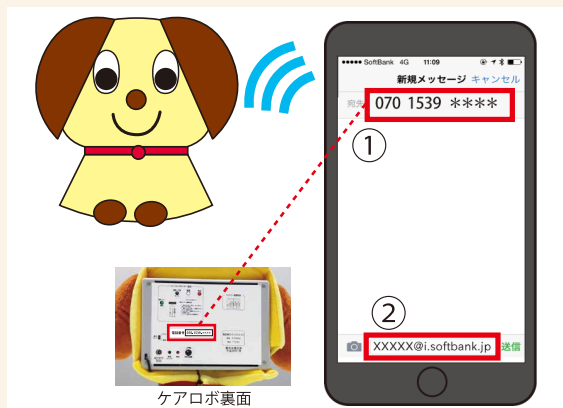 SoftBank 4G 11:09
新規メッセージ キャンセル
宛先 070 1539 ****
①
②
XXXXX@i.softbank.jp 送信
ケアロボ裏面